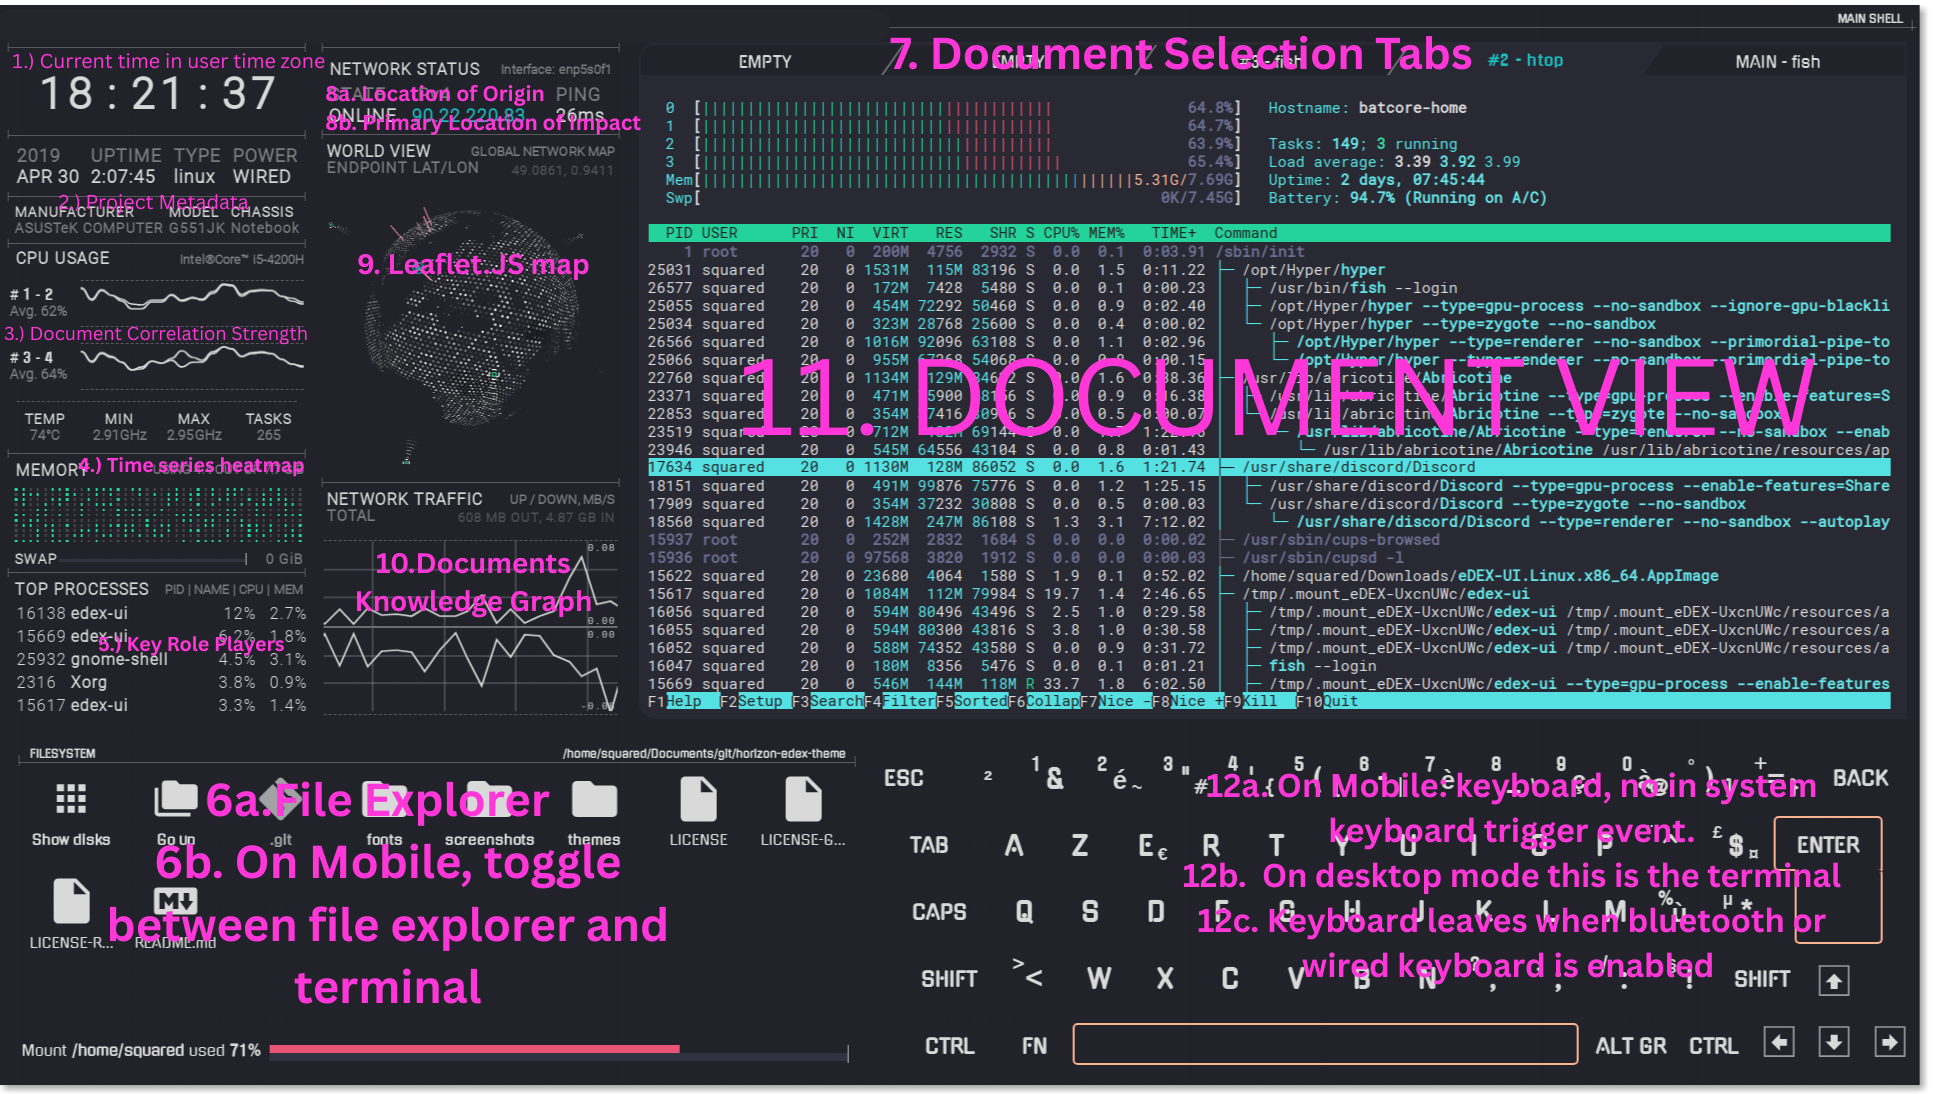 MAIN SHELL
1.) Current time in user time zone
18 : 21 : 37
2019 UPTIME TYPE POWER
APR 30 2:07:45 linux WIRED
2.) Project Metadata
MANUFACTURER MODEL CHASSIS
ASUSTeK COMPUTER G551JK Notebook
CPU USAGE Intel®Core™ i5-4200H
# 1 - 2
Avg. 62%
3.) Document Correlation Strength
# 3 - 4
Avg. 64%
TEMP MIN MAX TASKS
74°C 2.91GHz 2.95GHz 265
MEMORY
4.) Time series heatmap
SWAP 0 GiB
TOP PROCESSES PID | NAME | CPU | MEM
16138 edex-ui 12% 2.7%
15669 edex-ui 6.2% 1.8%
5.) Key Role Players
25932 gnome-shell 4.5% 3.1%
2316 Xorg 3.8% 0.9%
15617 edex-ui 3.3% 1.4%
NETWORK STATUS Interface: enp5s0f1
STATE IPv4 PING
8a. Location of Origin
ONLINE 90.22.220.83 26ms
8b. Primary Location of Impact
WORLD VIEW GLOBAL NETWORK MAP
ENDPOINT LAT/LON 49.0861, 0.9411
9. Leaflet.JS map
NETWORK TRAFFIC UP / DOWN, MB/S
TOTAL 608 MB OUT, 4.87 GB IN
0.08
10.Documents
Knowledge Graph
0.00
0.00
7. Document Selection Tabs
EMPTY EMPTY #3 - fish #2 - htop MAIN - fish
0 [ 64.8%] Hostname: batcore-home
1 [ 64.7%]
2 [ 63.9%] Tasks: 149; 3 running
3 [ 65.4%] Load average: 3.39 3.92 3.99
Mem[ 5.31G/7.69G] Uptime: 2 days, 07:45:44
Swp[ 0K/7.45G] Battery: 94.7% (Running on A/C)
PID USER PRI NI VIRT RES SHR S CPU% MEM% TIME+ Command
1 root 20 0 200M 4756 2932 S 0.0 0.1 0:03.91 /sbin/init
25031 squared 20 0 1531M 115M 83196 S 0.0 1.5 0:11.22 /opt/Hyper/hyper
26577 squared 20 0 172M 7428 5480 S 0.0 0.1 0:00.23 /usr/bin/fish --login
25055 squared 20 0 454M 72292 50460 S 0.0 0.9 0:02.40 /opt/Hyper/hyper --type=gpu-process --no-sandbox --ignore-gpu-blackli
25034 squared 20 0 323M 28768 25600 S 0.0 0.4 0:00.02 /opt/Hyper/hyper --type=zygote --no-sandbox
26566 squared 20 0 1016M 92096 63108 S 0.0 1.1 0:02.96 /opt/Hyper/hyper --type=renderer --no-sandbox --primordial-pipe-to
25066 squared 20 0 955M 67268 54068 /opt/Hyper/hyper --type=renderer --no-sandbox --primordial-pipe-to
11. DOCUMENT VIEW
22760 squared 20 0 1134M 129M 1.6 /usr/lib/abricotine/Abricotine
23371 squared 20 0 471M 0.9 /usr/lib/abricotine/Abricotine --type=gpu-process --enable-features=S
22853 squared 20 0 354M 0.5 /usr/lib/abricotine/Abricotine --type=zygote --no-sandbox
23519 squared 20 0 712M 69144 /usr/lib/abricotine/Abricotine --type=renderer --no-sandbox --enab
23946 squared 20 0 545M 64556 43104 S 0.0 0.8 0:01.43 /usr/lib/abricotine/Abricotine /usr/lib/abricotine/resources/ap
17634 squared 20 0 1130M 128M 86052 S 0.0 1.6 1:21.74 /usr/share/discord/Discord
18151 squared 20 0 491M 99876 75776 S 0.0 1.2 1:25.15 /usr/share/discord/Discord --type=gpu-process --enable-features=Share
17909 squared 20 0 354M 37232 30808 S 0.0 0.5 0:00.03 /usr/share/discord/Discord --type=zygote --no-sandbox
18560 squared 20 0 1428M 247M 86108 S 1.3 3.1 7:12.02 /usr/share/discord/Discord --type=renderer --no-sandbox --autoplay
15937 root 20 0 252M 2832 1684 S 0.0 0.0 0:00.02 /usr/sbin/cups-browsed
15936 root 20 0 97568 3820 1912 S 0.0 0.0 0:00.03 /usr/sbin/cupsd -l
15622 squared 20 0 23680 4064 1580 S 1.9 0.1 0:52.02 /home/squared/Downloads/eDEX-UI.Linux.x86_64.AppImage
15617 squared 20 0 1084M 112M 79984 S 19.7 1.4 2:46.65 /tmp/.mount_eDEX-UxcnUWc/edex-ui
16056 squared 20 0 594M 80496 43496 S 2.5 1.0 0:29.58 /tmp/.mount_eDEX-UxcnUWc/edex-ui /tmp/.mount_eDEX-UxcnUWc/resources/a
16055 squared 20 0 594M 80300 43816 S 3.8 1.0 0:30.58 /tmp/.mount_eDEX-UxcnUWc/edex-ui /tmp/.mount_eDEX-UxcnUWc/resources/a
16052 squared 20 0 588M 74352 43580 S 0.0 0.9 0:31.72 /tmp/.mount_eDEX-UxcnUWc/edex-ui /tmp/.mount_eDEX-UxcnUWc/resources/a
16047 squared 20 0 180M 8356 5476 S 0.0 0.1 0:01.21 fish --login
15669 squared 20 0 546M 144M 118M R 33.7 1.8 6:02.50 /tmp/.mount_eDEX-UxcnUWc/edex-ui --type=gpu-process --enable-features
F1Help F2Setup F3Search F4Filter F5Sorted F6Collap F7Nice - F8Nice + F9Kill F10Quit
FILESYSTEM /home/squared/Documents/git/horizon-edex-theme
6a. File Explorer
Show disks Go up .git fonts screenshots themes LICENSE LICENSE-G...
6b. On Mobile, toggle
between file explorer and
terminal
LICENSE-R... README.md
Mount /home/squared used 71%
ESC ² 1 & 2 é ~ 3 " # 4 ' { 5 ( 6 - 7 è 8 _ 9 ç 0 à @ ° ) + = BACK
12a. On Mobile: keyboard, no in system
keyboard trigger event.
TAB A Z E € R T Y U I O P ^ £ $ ¤ ENTER
12b. On desktop mode this is the terminal
CAPS Q S D F G H J K L M % ù µ *
12c. Keyboard leaves when bluetooth or
wired keyboard is enabled
SHIFT > < W X C V B N ? , . ; / : § ! SHIFT
CTRL FN ALT GR CTRL